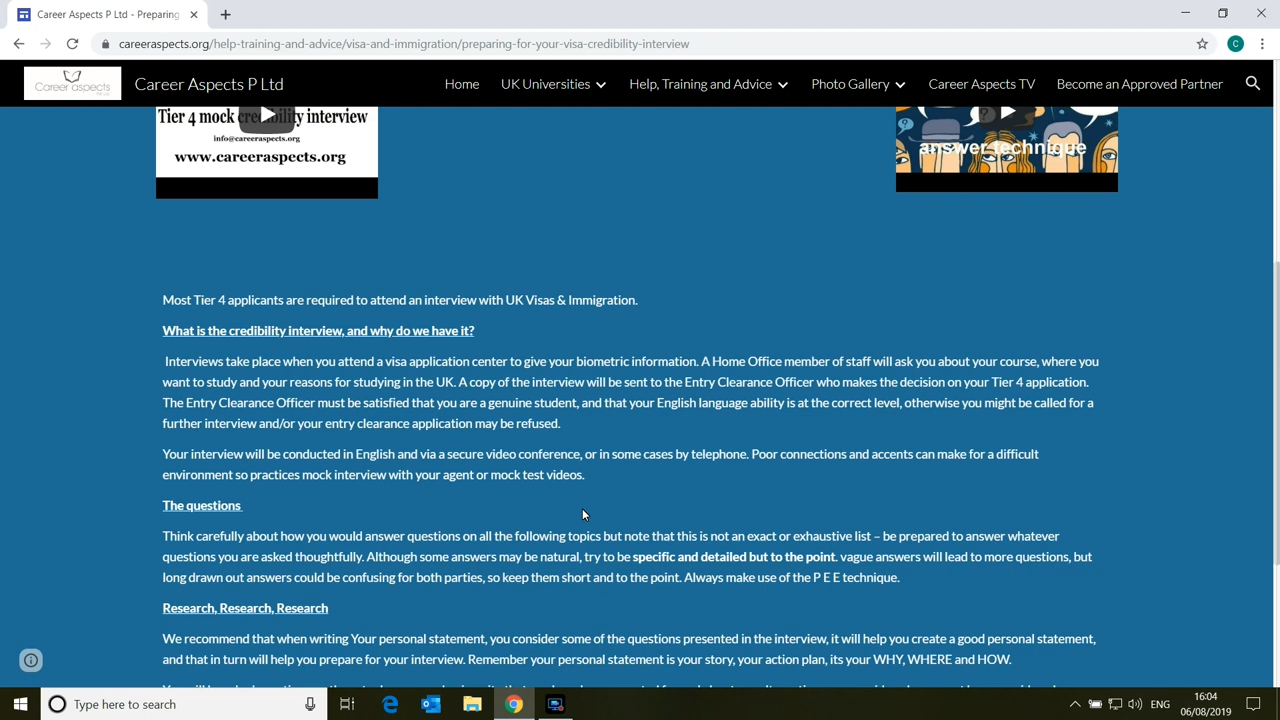 Career Aspects P Ltd - Preparing
careeraspects.org/help-training-and-advice/visa-and-immigration/preparing-for-your-visa-credibility-interview
Career aspects
Career Aspects P Ltd
Home
UK Universities
Help, Training and Advice
Photo Gallery
Career Aspects TV
Become an Approved Partner
Tier 4 mock credibility interview
info@careeraspects.org
www.careeraspects.org
answer technique
Most Tier 4 applicants are required to attend an interview with UK Visas & Immigration.
What is the credibility interview, and why do we have it?
Interviews take place when you attend a visa application center to give your biometric information. A Home Office member of staff will ask you about your course, where you
want to study and your reasons for studying in the UK. A copy of the interview will be sent to the Entry Clearance Officer who makes the decision on your Tier 4 application.
The Entry Clearance Officer must be satisfied that you are a genuine student, and that your English language ability is at the correct level, otherwise you might be called for a
further interview and/or your entry clearance application may be refused.
Your interview will be conducted in English and via a secure video conference, or in some cases by telephone. Poor connections and accents can make for a difficult
environment so practices mock interview with your agent or mock test videos.
The questions
Think carefully about how you would answer questions on all the following topics but note that this is not an exact or exhaustive list – be prepared to answer whatever
questions you are asked thoughtfully. Although some answers may be natural, try to be specific and detailed but to the point. vague answers will lead to more questions, but
long drawn out answers could be confusing for both parties, so keep them short and to the point. Always make use of the P E E technique.
Research, Research, Research
We recommend that when writing Your personal statement, you consider some of the questions presented in the interview, it will help you create a good personal statement,
and that in turn will help you prepare for your interview. Remember your personal statement is your story, your action plan, its your WHY, WHERE and HOW.
Type here to search
ENG
16:04
06/08/2019